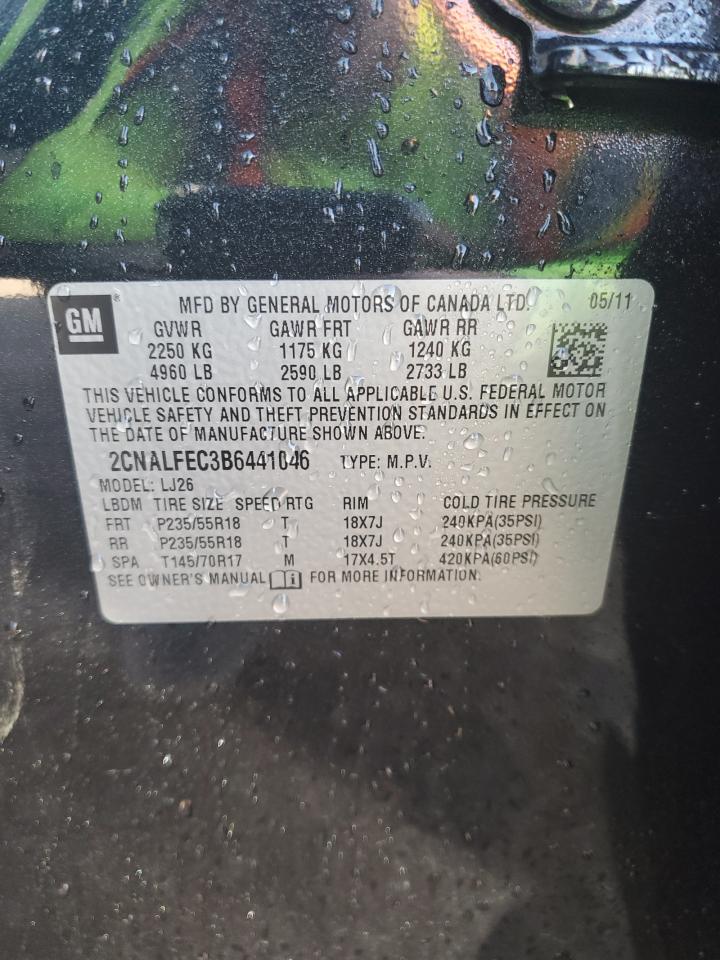 GM ®
MFD BY GENERAL MOTORS OF CANADA LTD. 05/11
GVWR GAWR FRT GAWR RR
2250 KG 1175 KG 1240 KG
4960 LB 2590 LB 2733 LB
THIS VEHICLE CONFORMS TO ALL APPLICABLE U.S. FEDERAL MOTOR
VEHICLE SAFETY AND THEFT PREVENTION STANDARDS IN EFFECT ON
THE DATE OF MANUFACTURE SHOWN ABOVE.
2CNALFEC3B6441046 TYPE: M.P.V.
MODEL: LJ26
LBDM TIRE SIZE SPEED RTG RIM COLD TIRE PRESSURE
FRT P235/55R18 T 18X7J 240KPA(35PSI)
RR P235/55R18 T 18X7J 240KPA(35PSI)
SPA T145/70R17 M 17X4.5T 420KPA(60PSI)
SEE OWNER'S MANUAL i FOR MORE INFORMATION.